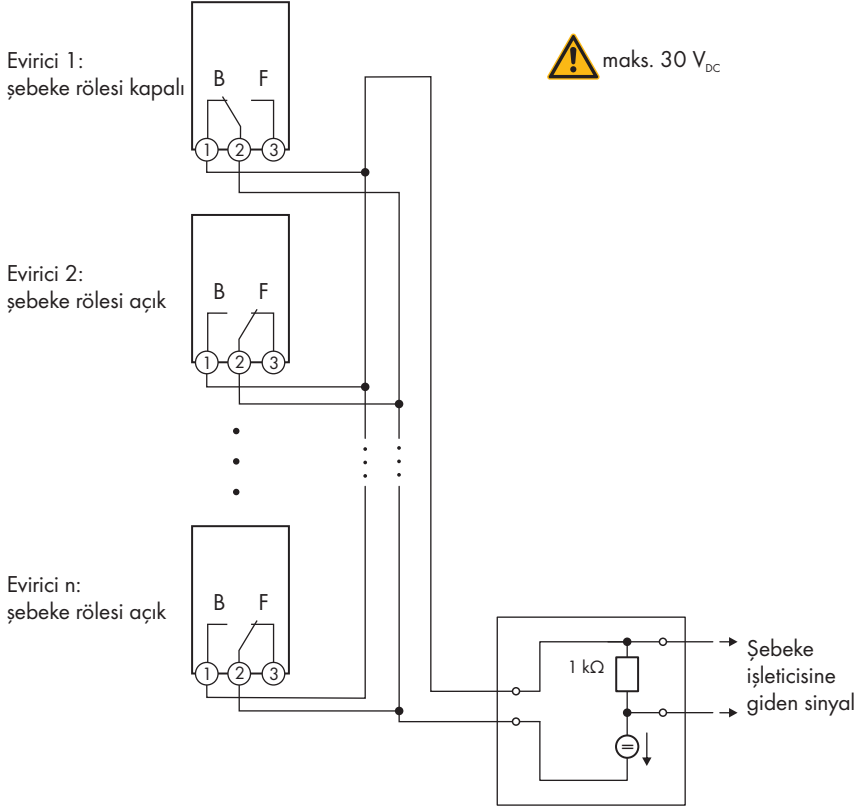 Evirici 1:
şebeke rölesi kapalı
B F
1 2 3
maks. 30 V_DC
Evirici 2:
şebeke rölesi açık
B F
1 2 3
Evirici n:
şebeke rölesi açık
B F
1 2 3
1 kΩ
Şebeke
işleticisine
giden sinyal